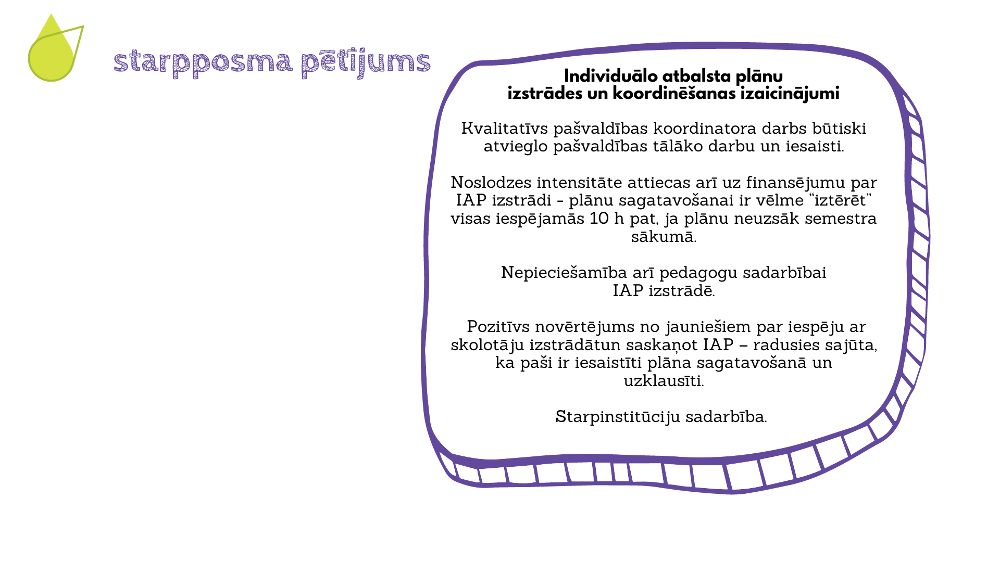 starpposma pētījums
Individuālo atbalsta plānu
izstrādes un koordinēšanas izaicinājumi
Kvalitatīvs pašvaldības koordinatora darbs būtiski
atvieglo pašvaldības tālāko darbu un iesaisti.
Noslodzes intensitāte attiecas arī uz finansējumu par
IAP izstrādi - plānu sagatavošanai ir vēlme “iztērēt”
visas iespējamās 10 h pat, ja plānu neuzsāk semestra
sākumā.
Nepieciešamība arī pedagogu sadarbībai
IAP izstrādē.
Pozitīvs novērtējums no jauniešiem par iespēju ar
skolotāju izstrādātun saskaņot IAP – radusies sajūta,
ka paši ir iesaistīti plāna sagatavošanā un
uzklausīti.
Starpinstitūciju sadarbība.